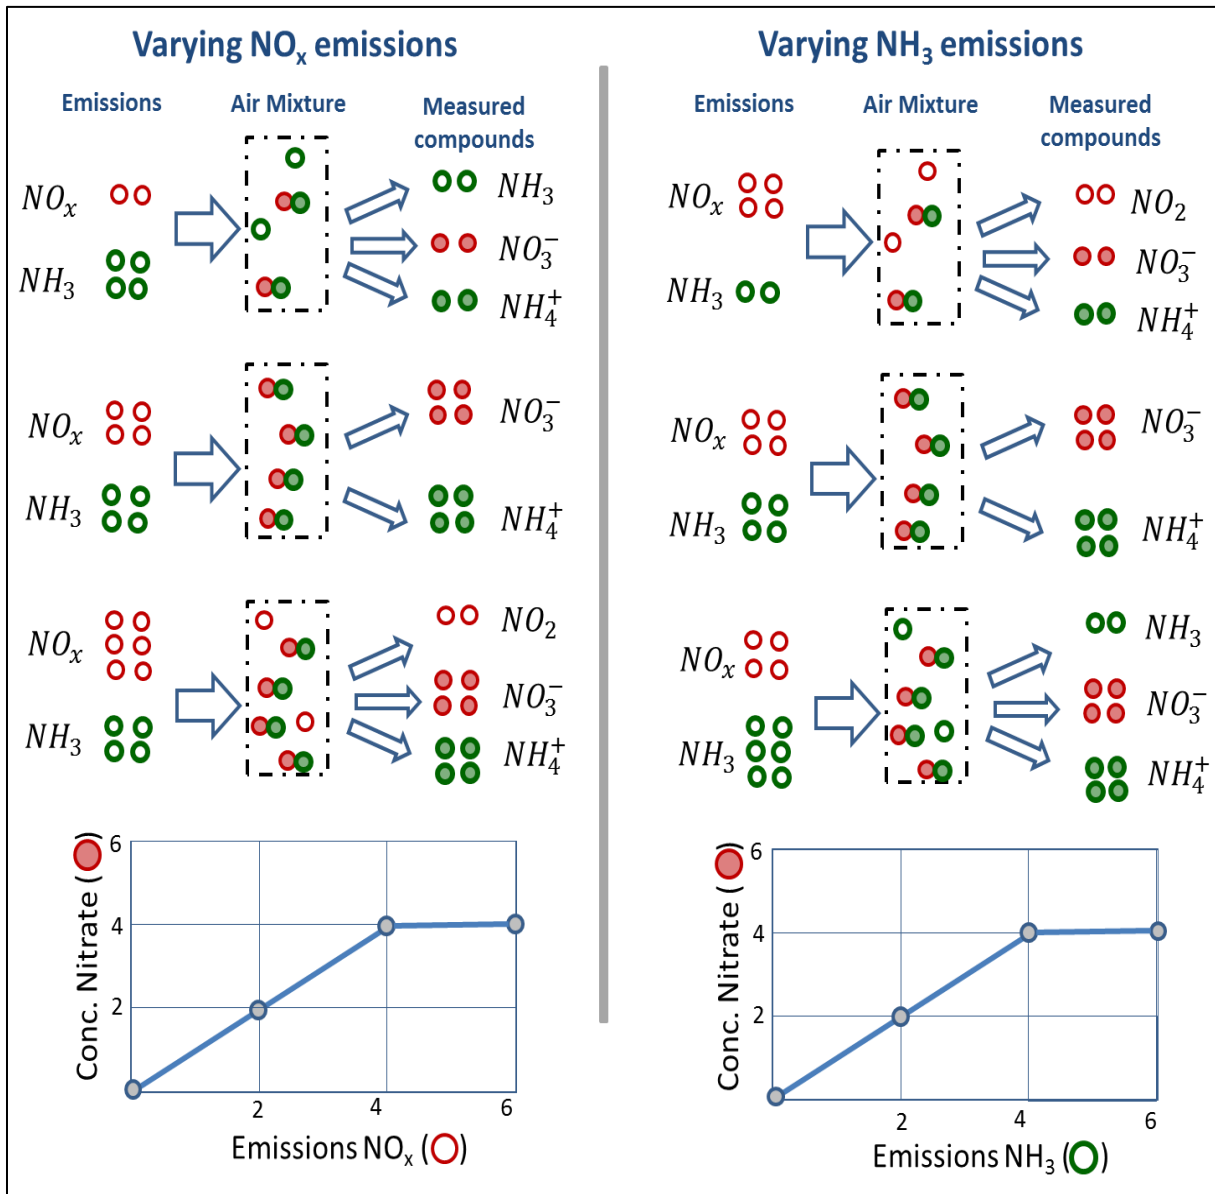 Varying NOₓ emissions
Emissions
Air Mixture
Measured
compounds
NOₓ
NH₃
NH₃
NO₃⁻
NH₄⁺
NOₓ
NH₃
NO₃⁻
NH₄⁺
NOₓ
NH₃
NO₂
NO₃⁻
NH₄⁺
Conc. Nitrate ( )
6
4
2
2
4
6
Emissions NOₓ ( )
Varying NH₃ emissions
Emissions
Air Mixture
Measured
compounds
NOₓ
NH₃
NO₂
NO₃⁻
NH₄⁺
NOₓ
NH₃
NO₃⁻
NH₄⁺
NOₓ
NH₃
NH₃
NO₃⁻
NH₄⁺
Conc. Nitrate ( )
6
4
2
2
4
6
Emissions NH₃ ( )